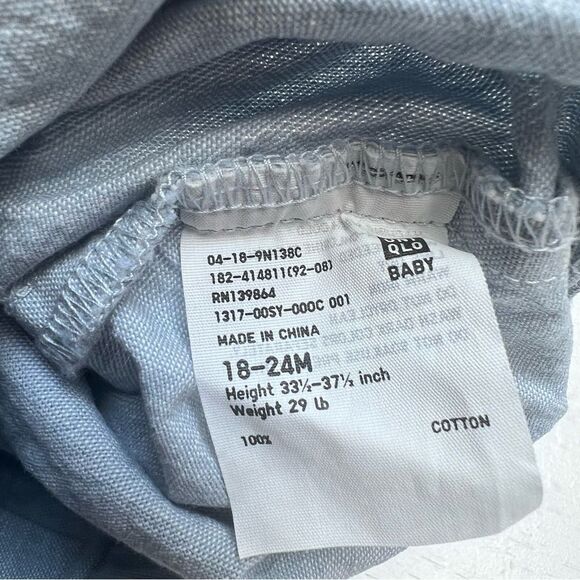 04-18-9N138C
182-414811(92-08)
RN139864
1317-00SY-000C 001
MADE IN CHINA
18-24M
Height 33½-37½ inch
Weight 29 lb
100% COTTON
QLO
BABY